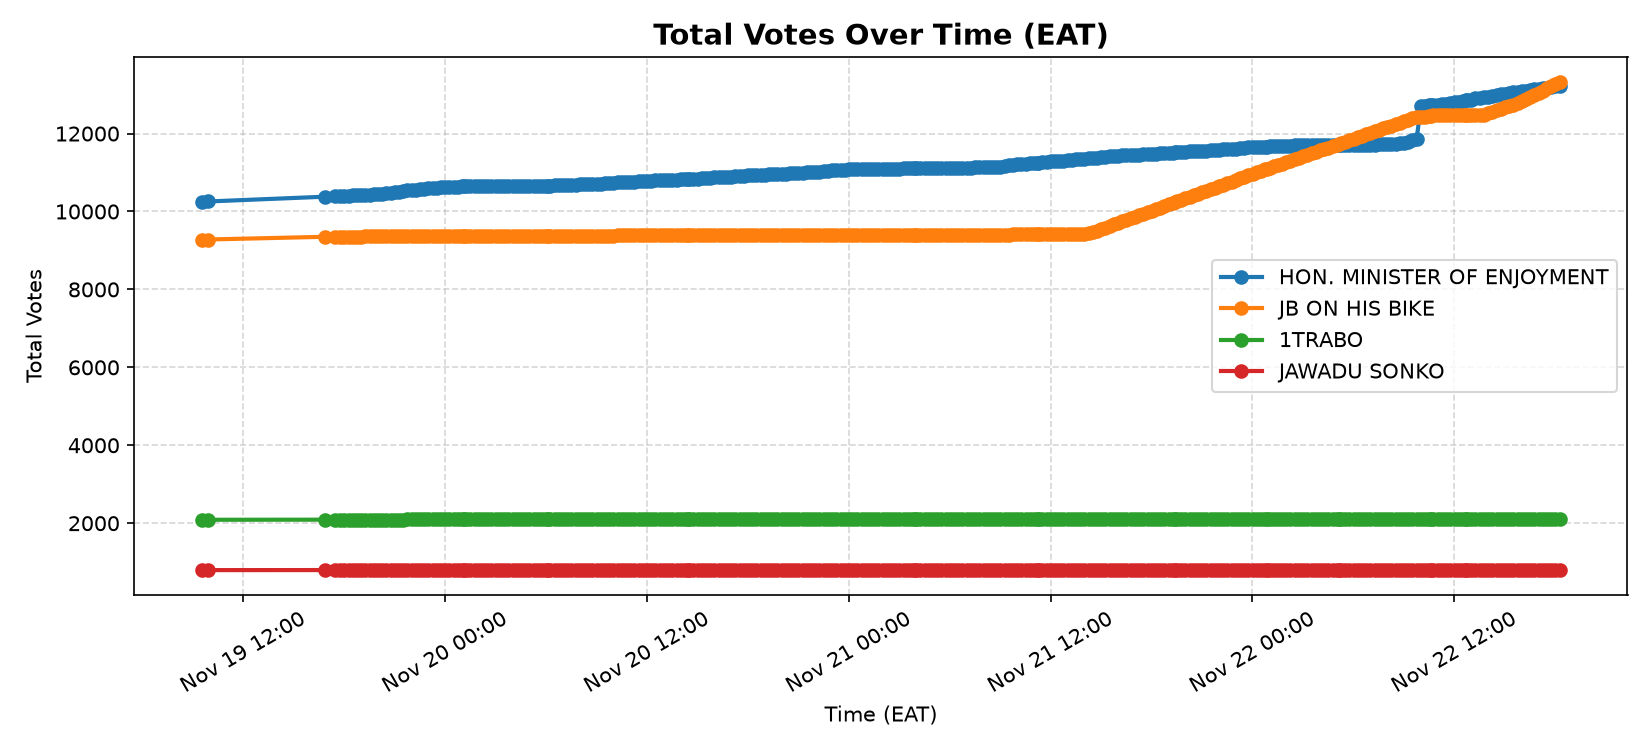 Total Votes Over Time (EAT)
Total Votes
12000
10000
8000
6000
4000
2000
HON. MINISTER OF ENJOYMENT
JB ON HIS BIKE
1TRABO
JAWADU SONKO
Nov 19 12:00
Nov 20 00:00
Nov 20 12:00
Nov 21 00:00
Nov 21 12:00
Nov 22 00:00
Nov 22 12:00
Time (EAT)